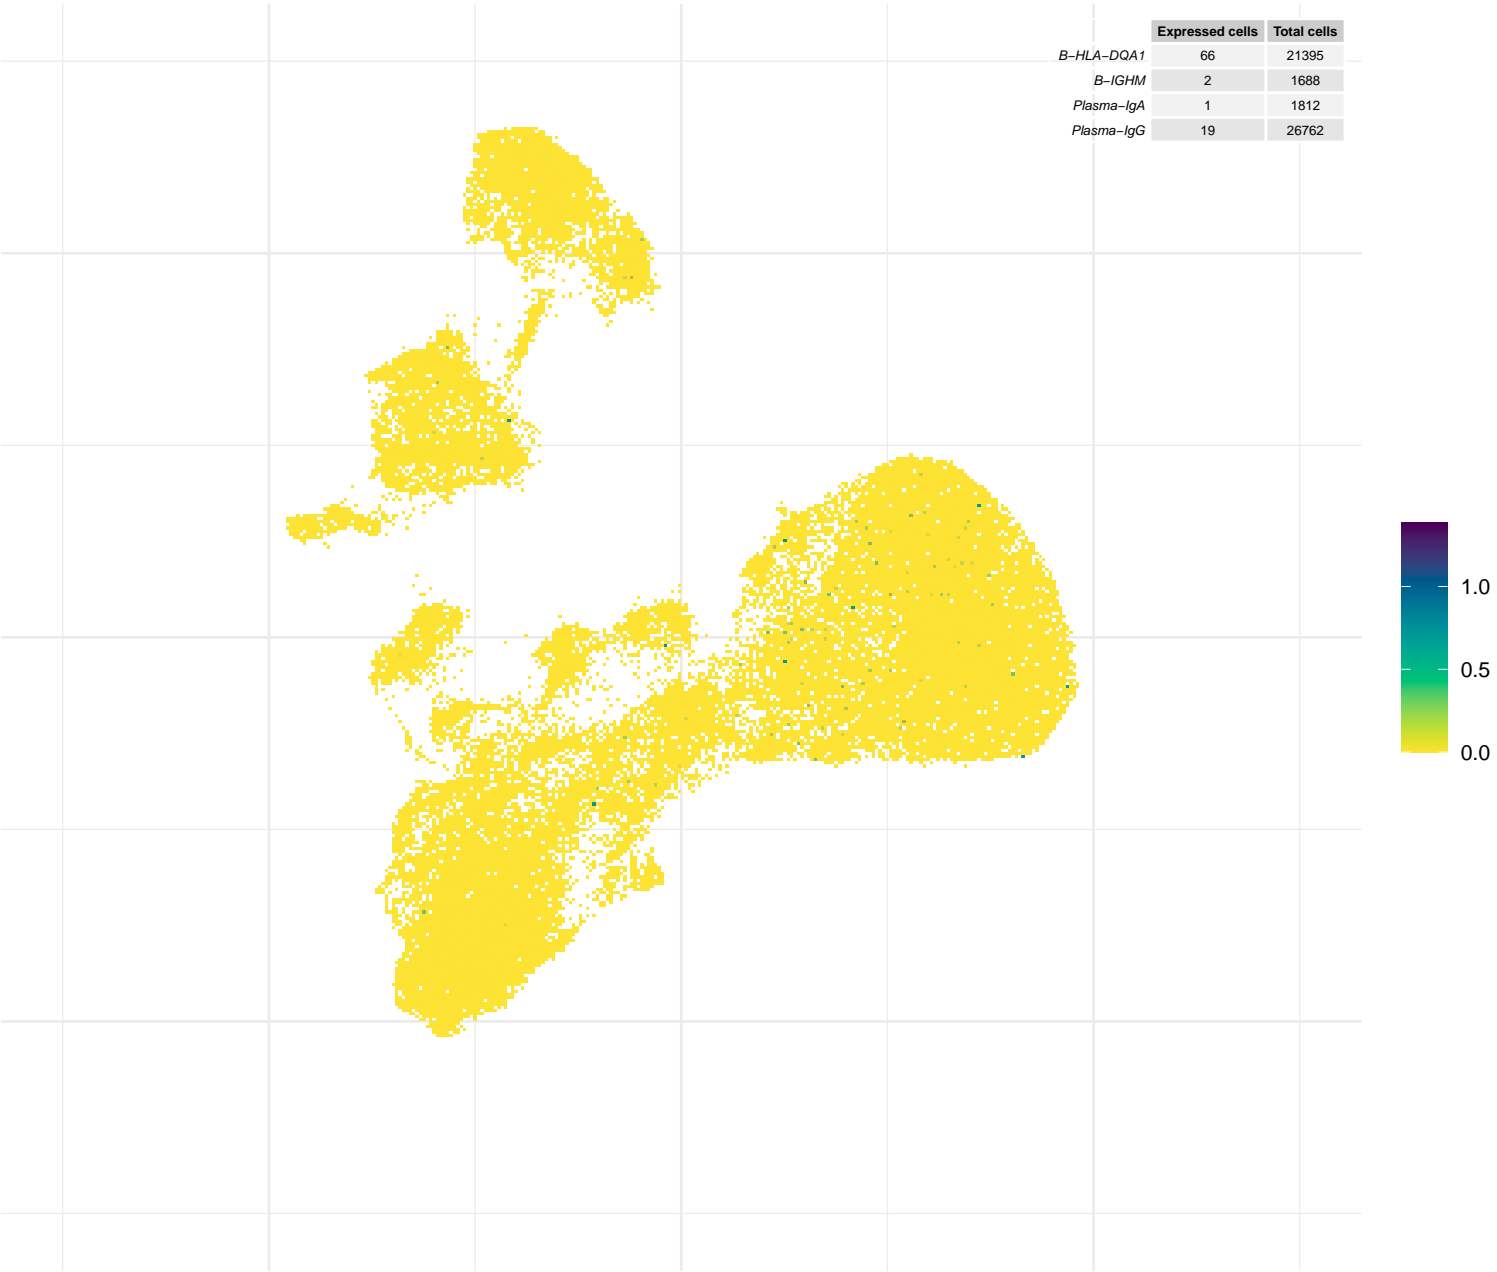 Expressed cells Total cells
B−HLA−DQA1 66 21395
B−IGHM 2 1688
Plasma−IgA 1 1812
Plasma−IgG 19 26762
1.0
0.5
0.0